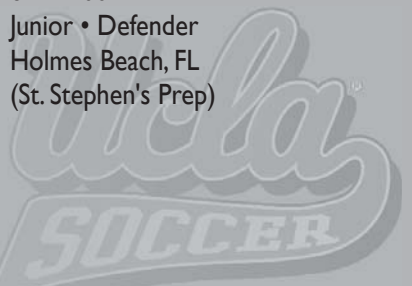 Junior • Defender
Holmes Beach, FL
(St. Stephen's Prep)
Ucla
SOCCER